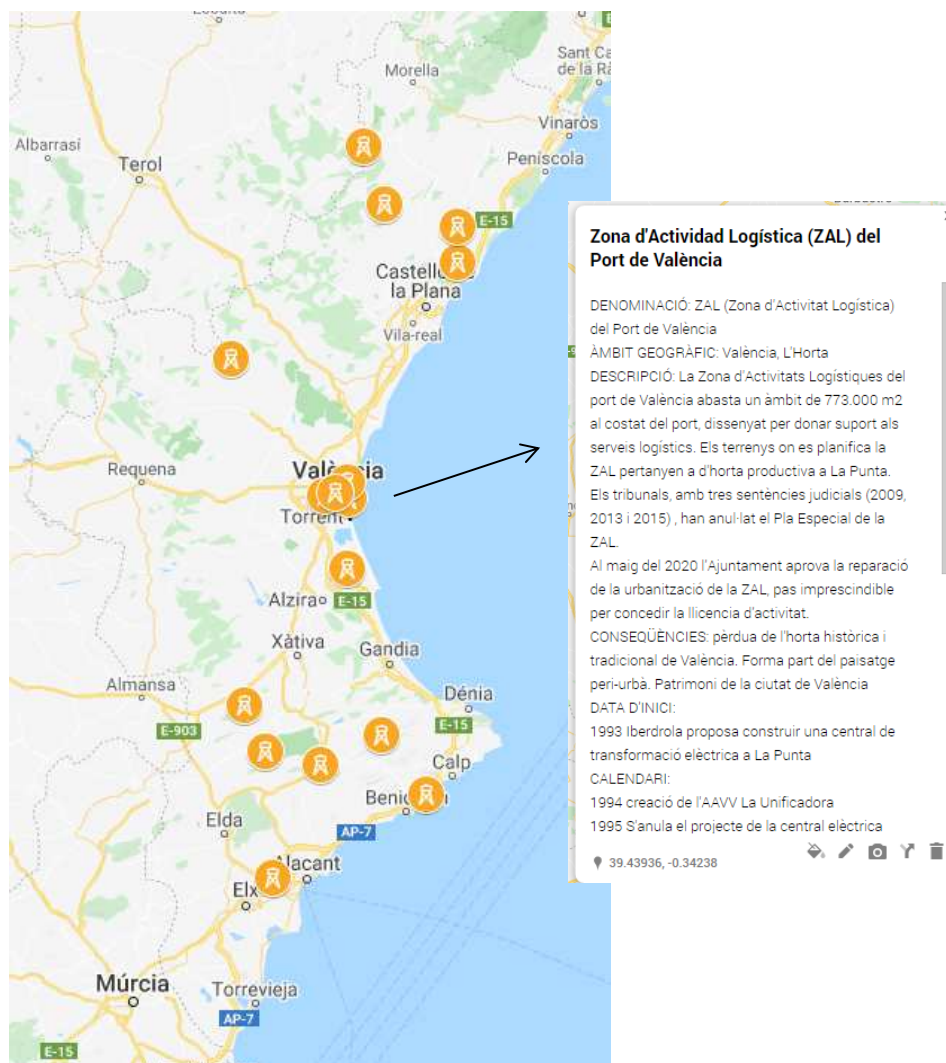 Morella
Sant Ca
de la Rà
Vinaròs
Albarrasí
Terol
Peníscola
E-15
Castelló
la Plana
Vila-real
Requena
València
Torrent
Alzira
E-15
Xàtiva
Gandia
Almansa
Dénia
E-903
E-15
Calp
Benid
Elda
AP-7
Alacant
Elx
Múrcia
Torrevieja
AP-7
E-15
Zona d'Actividad Logística (ZAL) del
Port de València
DENOMINACIÓ: ZAL (Zona d'Activitat Logística)
del Port de València
ÀMBIT GEOGRÀFIC: València, L'Horta
DESCRIPCIÓ: La Zona d'Activitats Logístiques del
port de València abasta un àmbit de 773.000 m2
al costat del port, dissenyat per donar suport als
serveis logístics. Els terrenys on es planifica la
ZAL pertanyen a d'horta productiva a La Punta.
Els tribunals, amb tres sentències judicials (2009,
2013 i 2015) , han anul·lat el Pla Especial de la
ZAL.
Al maig del 2020 l'Ajuntament aprova la reparació
de la urbanització de la ZAL, pas imprescindible
per concedir la llicencia d'activitat.
CONSEQÜÈNCIES: pèrdua de l'horta històrica i
tradicional de València. Forma part del paisatge
peri-urbà. Patrimoni de la ciutat de València
DATA D'INICI:
1993 Iberdrola proposa construir una central de
transformació elèctrica a La Punta
CALENDARI:
1994 creació de l'AAVV La Unificadora
1995 S'anula el projecte de la central elèctrica
39.43936, -0.34238